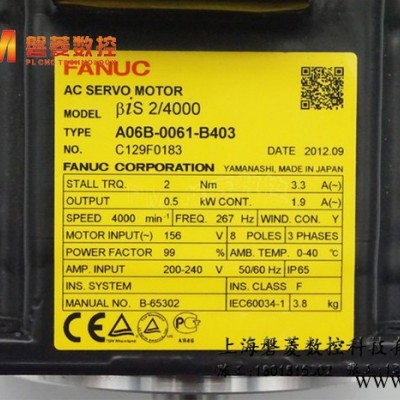 磐菱数控
PLCNC TECHNOLOGY
FANUC
AC SERVO MOTOR
MODEL βiS 2/4000
TYPE A06B-0061-B403
NO. C129F0183 DATE 2012.09
FANUC CORPORATION YAMANASHI, MADE IN JAPAN
STALL TRQ. 2 Nm 3.3 A(~)
OUTPUT 0.5 kW CONT. 1.9 A(~)
SPEED 4000 min⁻¹ FREQ. 267 Hz WIND. CON. Y
MOTOR INPUT(~) 156 V 8 POLES 3 PHASES
POWER FACTOR 99 % AMB. TEMP. 0-40 ℃
AMP. INPUT 200-240 V 50/60 Hz IP65
INS. SYSTEM INS. CLASS F
MANUAL NO. B-65302 IEC60034-1 3.8 kg
CE
上海磐菱数控科技有